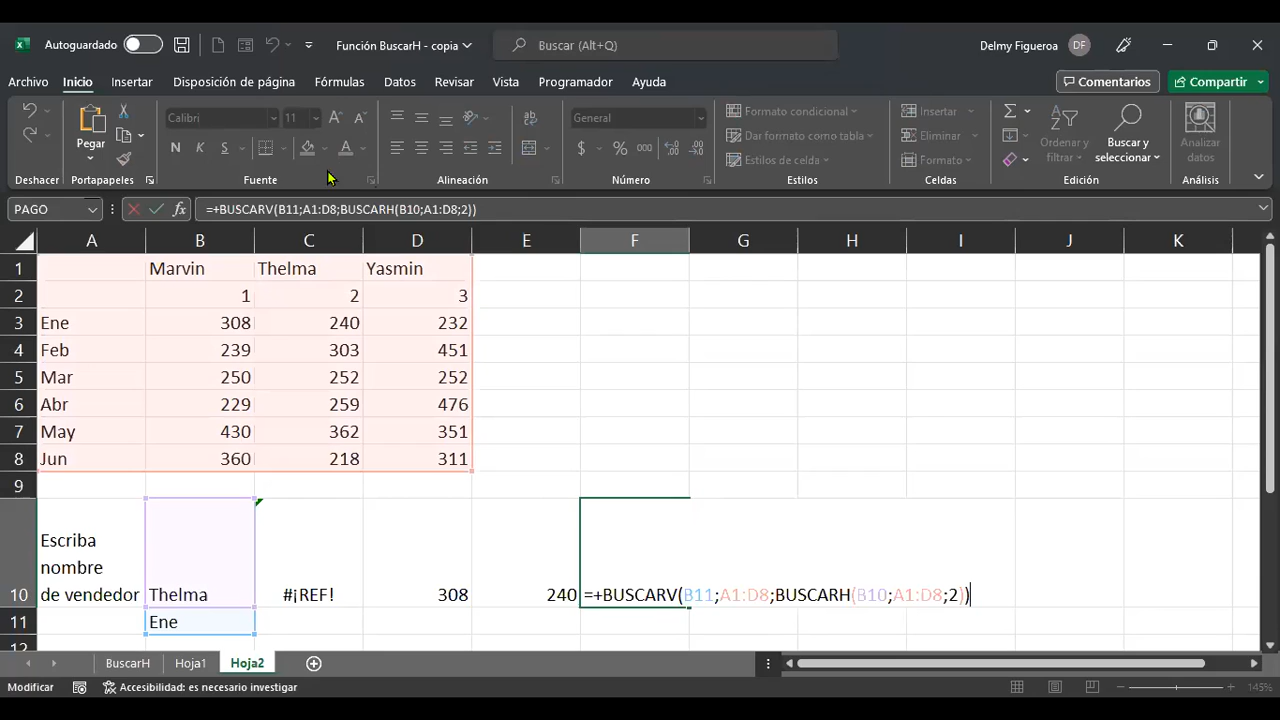 Autoguardado Función BuscarH - copia Buscar (Alt+Q) Delmy Figueroa DF
Archivo Inicio Insertar Disposición de página Fórmulas Datos Revisar Vista Programador Ayuda Comentarios Compartir
Calibri 11 General Formato condicional Insertar
Pegar Dar formato como tabla Eliminar Ordenar y filtrar Buscar y seleccionar Analizar datos
N K S $ % 000 Estilos de celda Formato
Deshacer Portapapeles Fuente Alineación Número Estilos Celdas Edición Análisis
PAGO fx =+BUSCARV(B11;A1:D8;BUSCARH(B10;A1:D8;2))
A B C D E F G H I J K
1 Marvin Thelma Yasmin
2 1 2 3
3 Ene 308 240 232
4 Feb 239 303 451
5 Mar 250 252 252
6 Abr 229 259 476
7 May 430 362 351
8 Jun 360 218 311
9
Escriba
nombre
10 de vendedor Thelma #¡REF! 308 240 =+BUSCARV(B11;A1:D8;BUSCARH(B10;A1:D8;2))
11 Ene
12
BuscarH Hoja1 Hoja2
Modificar Accesibilidad: es necesario investigar 145%